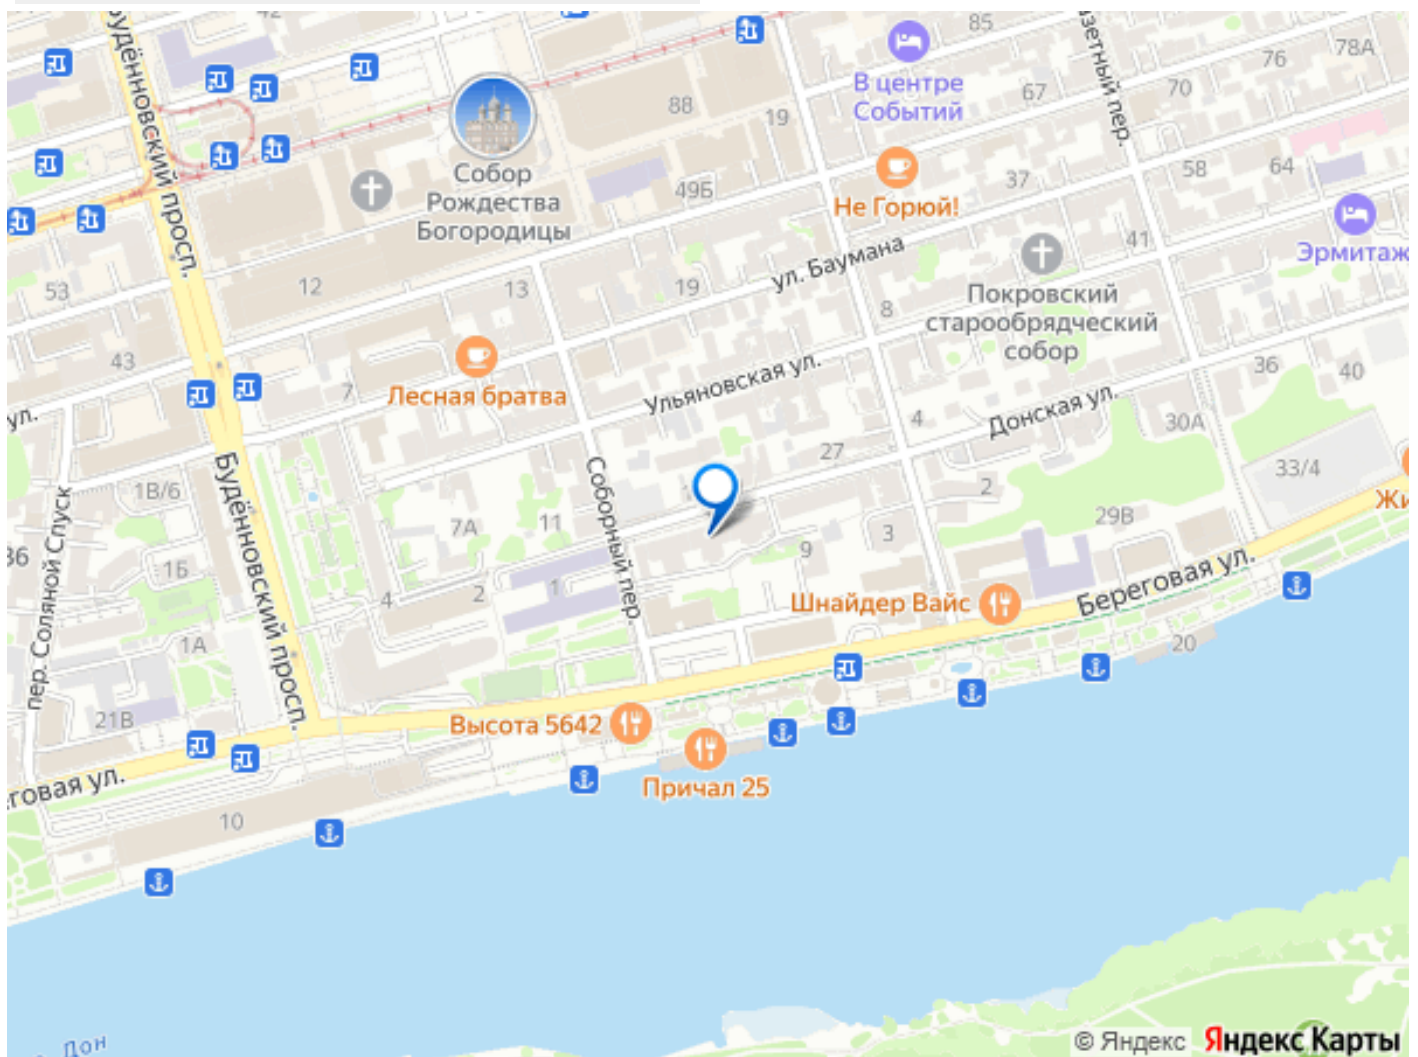 42
85
78А
76
Будённовский просп.
Газетный пер.
В центре
Событий
67
70
88
19
Собор
Рождества
Богородицы
49Б
37
58
64
Не Горюй!
41
Эрмитаж
ул. Баумана
53
12
13
19
8
Покровский
старообрядческий
собор
43
7
Лесная братва
Ульяновская ул.
36
40
ул.
4
Донская ул.
30А
27
33/4
Будённовский просп.
Соборный пер.
1В/6
2
29В
пер. Соляной Спуск
7А
11
9
3
36
1Б
4
2
1
Шнайдер Вайс
Береговая ул.
1А
20
21В
Высота 5642
Причал 25
говая ул.
10
Дон
© Яндекс Яндекс Карты